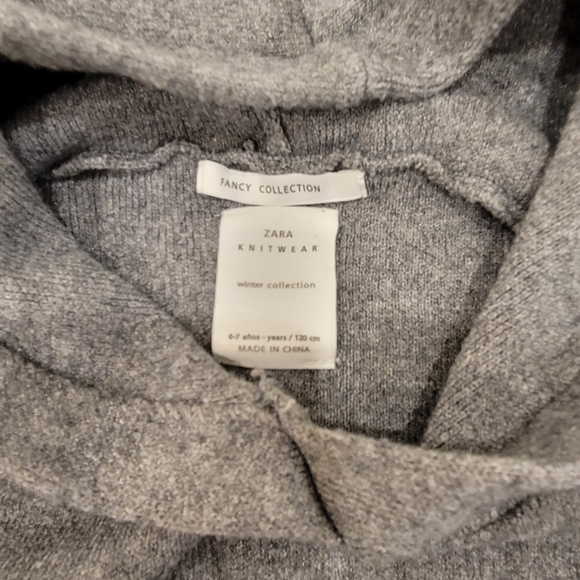 FANCY COLLECTION
ZARA
KNITWEAR
winter collection
6-7 años - years / 120 cm
MADE IN CHINA